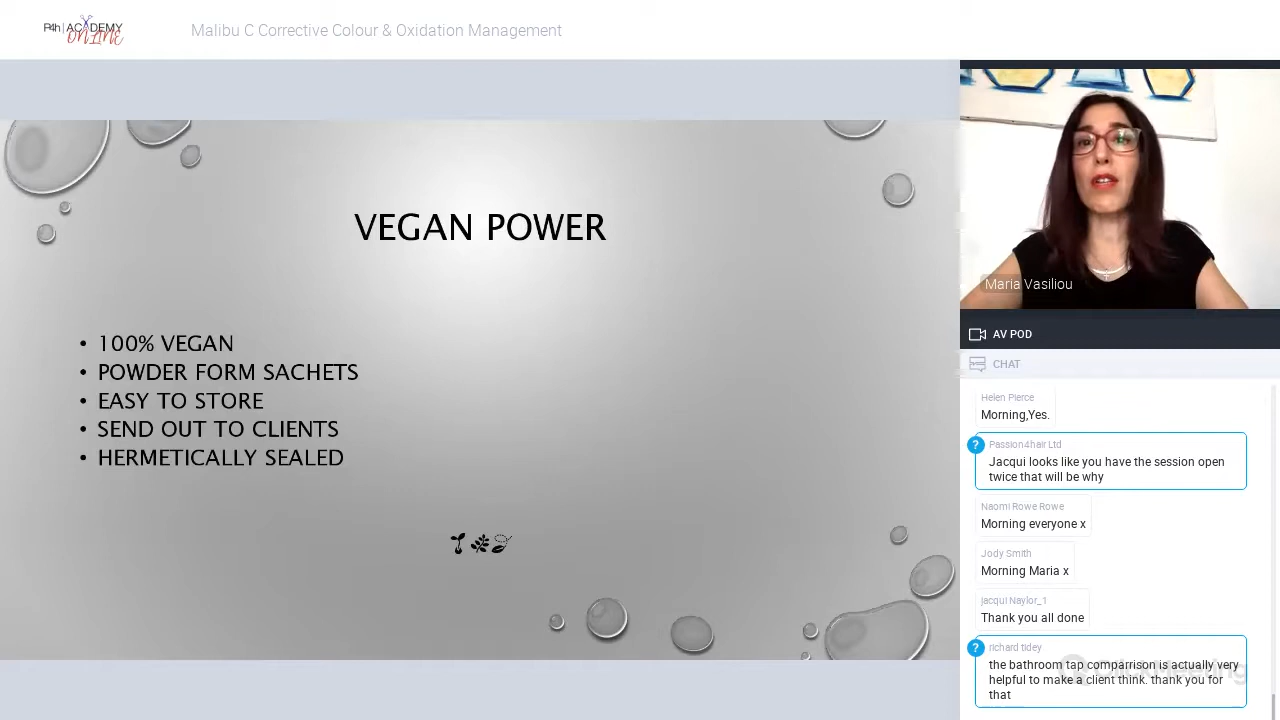 P4h | ACADEMY
ONLINE
Malibu C Corrective Colour & Oxidation Management
VEGAN POWER
• 100% VEGAN
• POWDER FORM SACHETS
• EASY TO STORE
• SEND OUT TO CLIENTS
• HERMETICALLY SEALED
Maria Vasiliou
AV POD
CHAT
Helen Pierce
Morning,Yes.
?
Passion4hair Ltd
Jacqui looks like you have the session open
twice that will be why
Naomi Rowe Rowe
Morning everyone x
Jody Smith
Morning Maria x
jacqui Naylor_1
Thank you all done
?
richard tidey
the bathroom tap comparrison is actually very
helpful to make a client think. thank you for
that